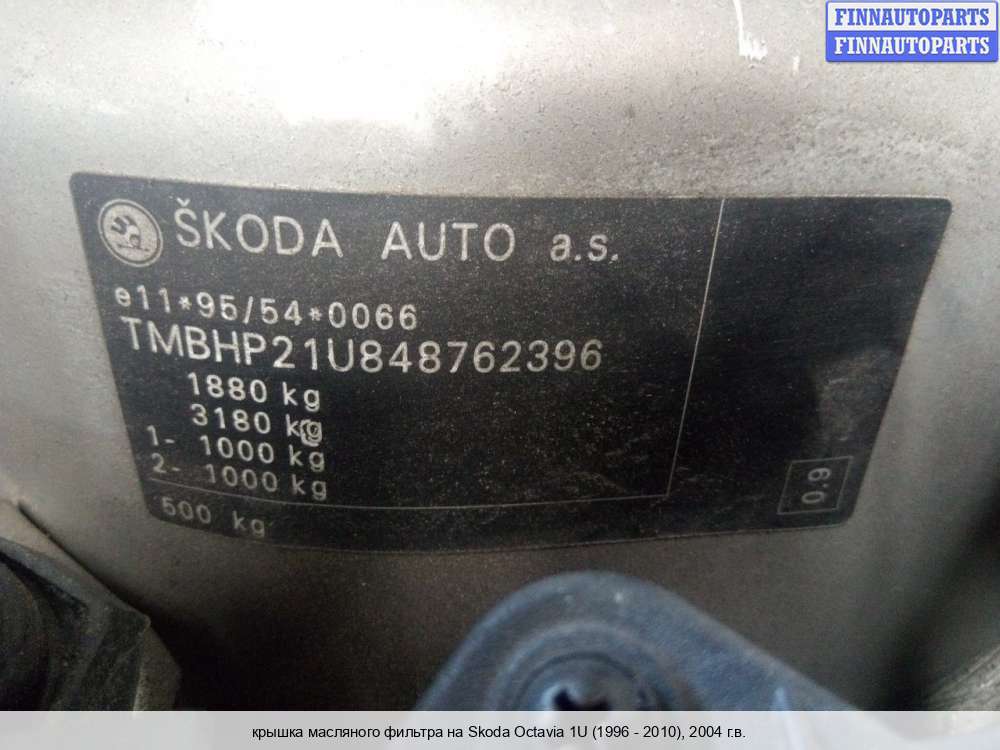 FINNAUTOPARTS
FINNAUTOPARTS
ŠKODA AUTO a.s.
e11*95/54*0066
TMBHP21U848762396
1880 kg
3180 kg
1- 1000 kg
2- 1000 kg
500 kg
0.9
крышка масляного фильтра на Skoda Octavia 1U (1996 - 2010), 2004 г.в.